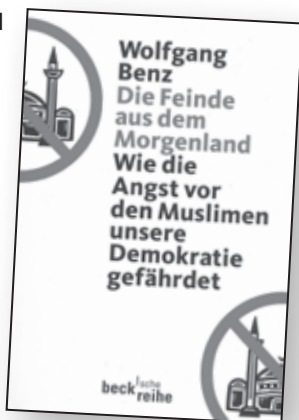 Wolfgang
Benz
Die Feinde
aus dem
Morgenland
Wie die
Angst vor
den Muslimen
unsere
Demokratie
gefährdet
beck'sche
reihe